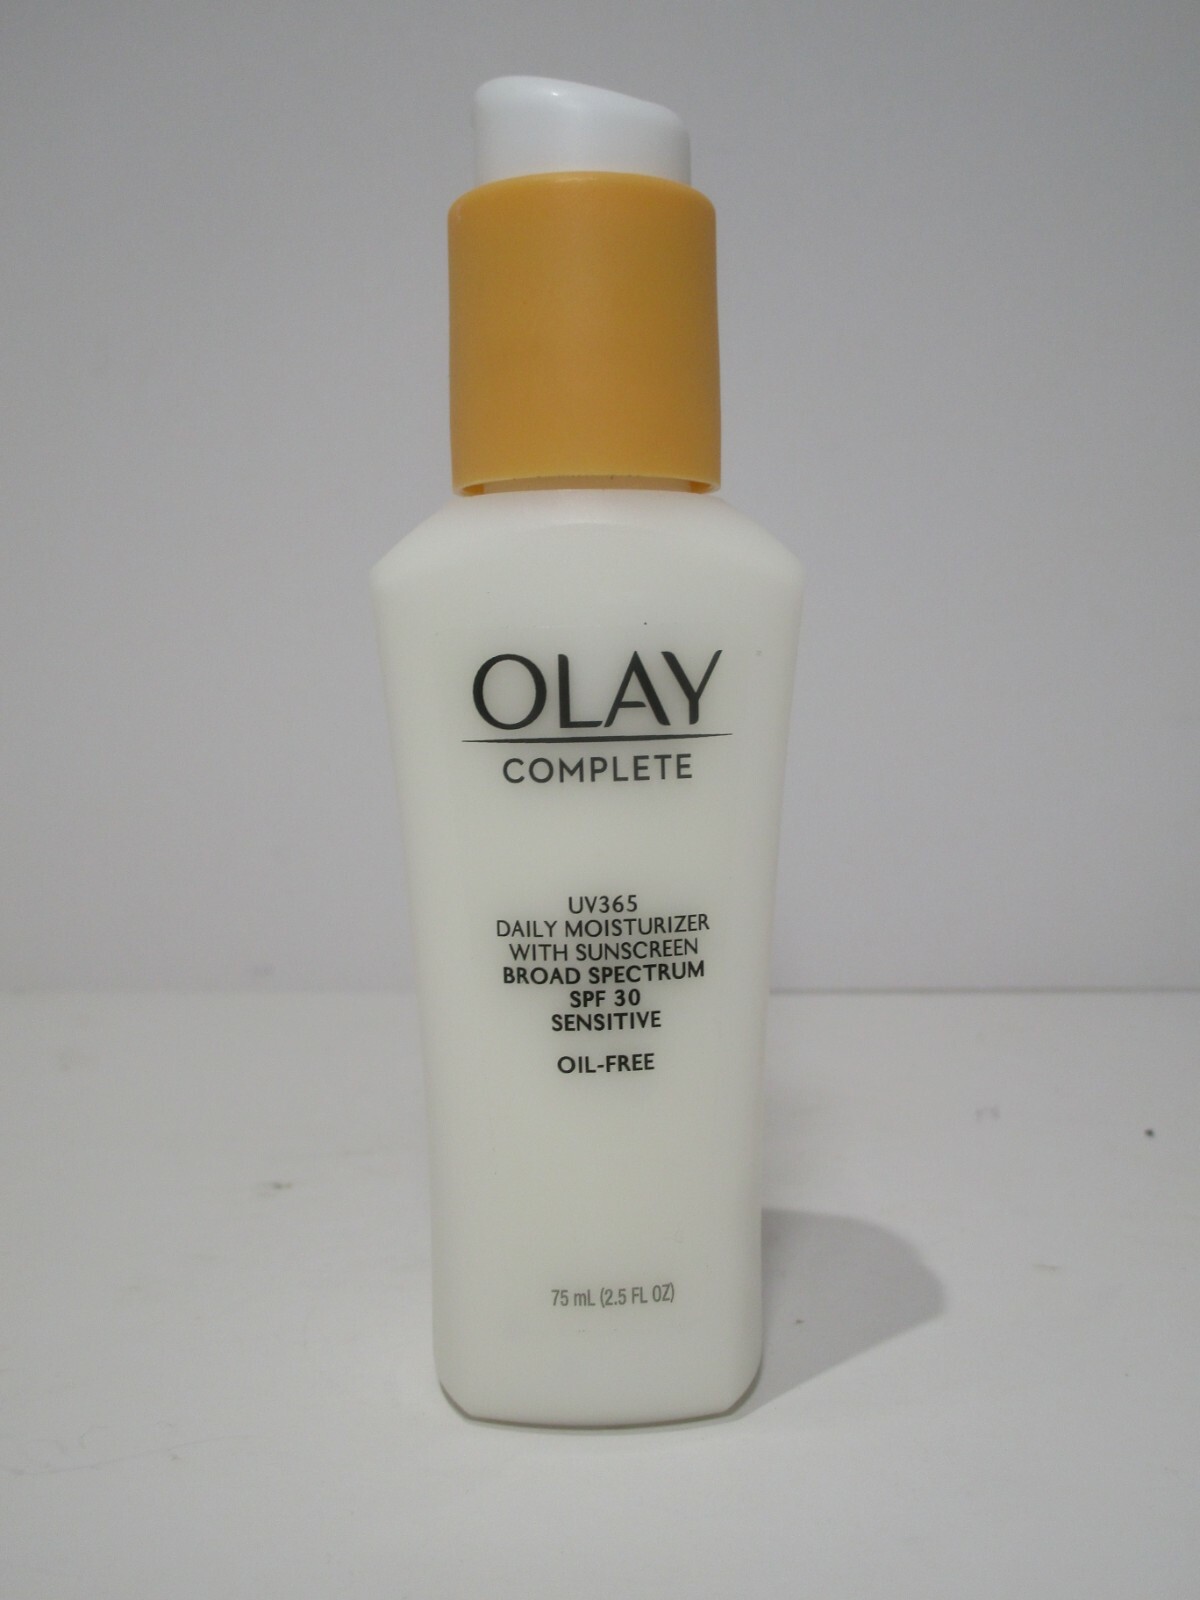 OLAY
COMPLETE
UV365
DAILY MOISTURIZER
WITH SUNSCREEN
BROAD SPECTRUM
SPF 30
SENSITIVE
OIL-FREE
75 mL (2.5 FL OZ)